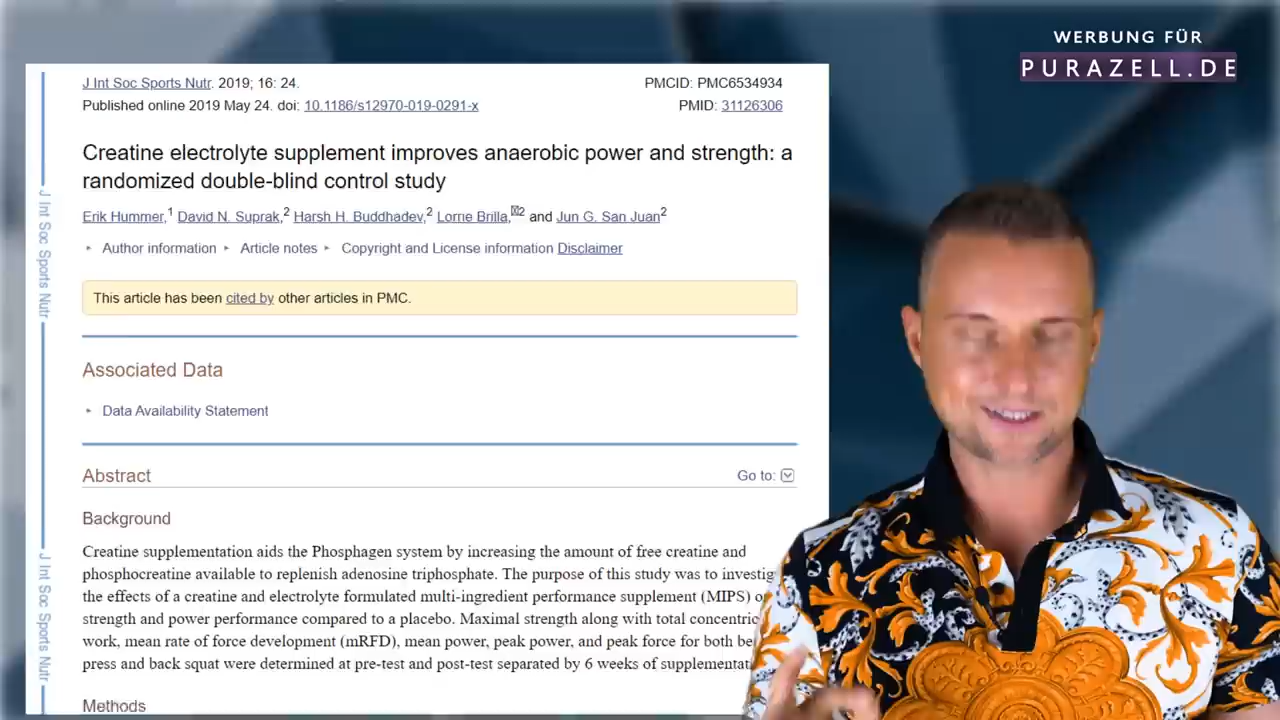 WERBUNG FÜR
PURAZELL.DE
J Int Soc Sports Nutr. 2019; 16: 24.
PMCID: PMC6534934
Published online 2019 May 24. doi: 10.1186/s12970-019-0291-x
PMID: 31126306
Creatine electrolyte supplement improves anaerobic power and strength: a
randomized double-blind control study
Erik Hummer,1 David N. Suprak,2 Harsh H. Buddhadev,2 Lorne Brilla,2 and Jun G. San Juan2
Author information Article notes Copyright and License information Disclaimer
This article has been cited by other articles in PMC.
Associated Data
Data Availability Statement
Abstract
Go to:
Background
Creatine supplementation aids the Phosphagen system by increasing the amount of free creatine and
phosphocreatine available to replenish adenosine triphosphate. The purpose of this study was to investig
the effects of a creatine and electrolyte formulated multi-ingredient performance supplement (MIPS) o
strength and power performance compared to a placebo. Maximal strength along with total concentric
work, mean rate of force development (mRFD), mean power, peak power, and peak force for both
press and back squat were determined at pre-test and post-test separated by 6 weeks of supplementa
Methods
J Int Soc Sports Nutr
J Int Soc Sports Nutr